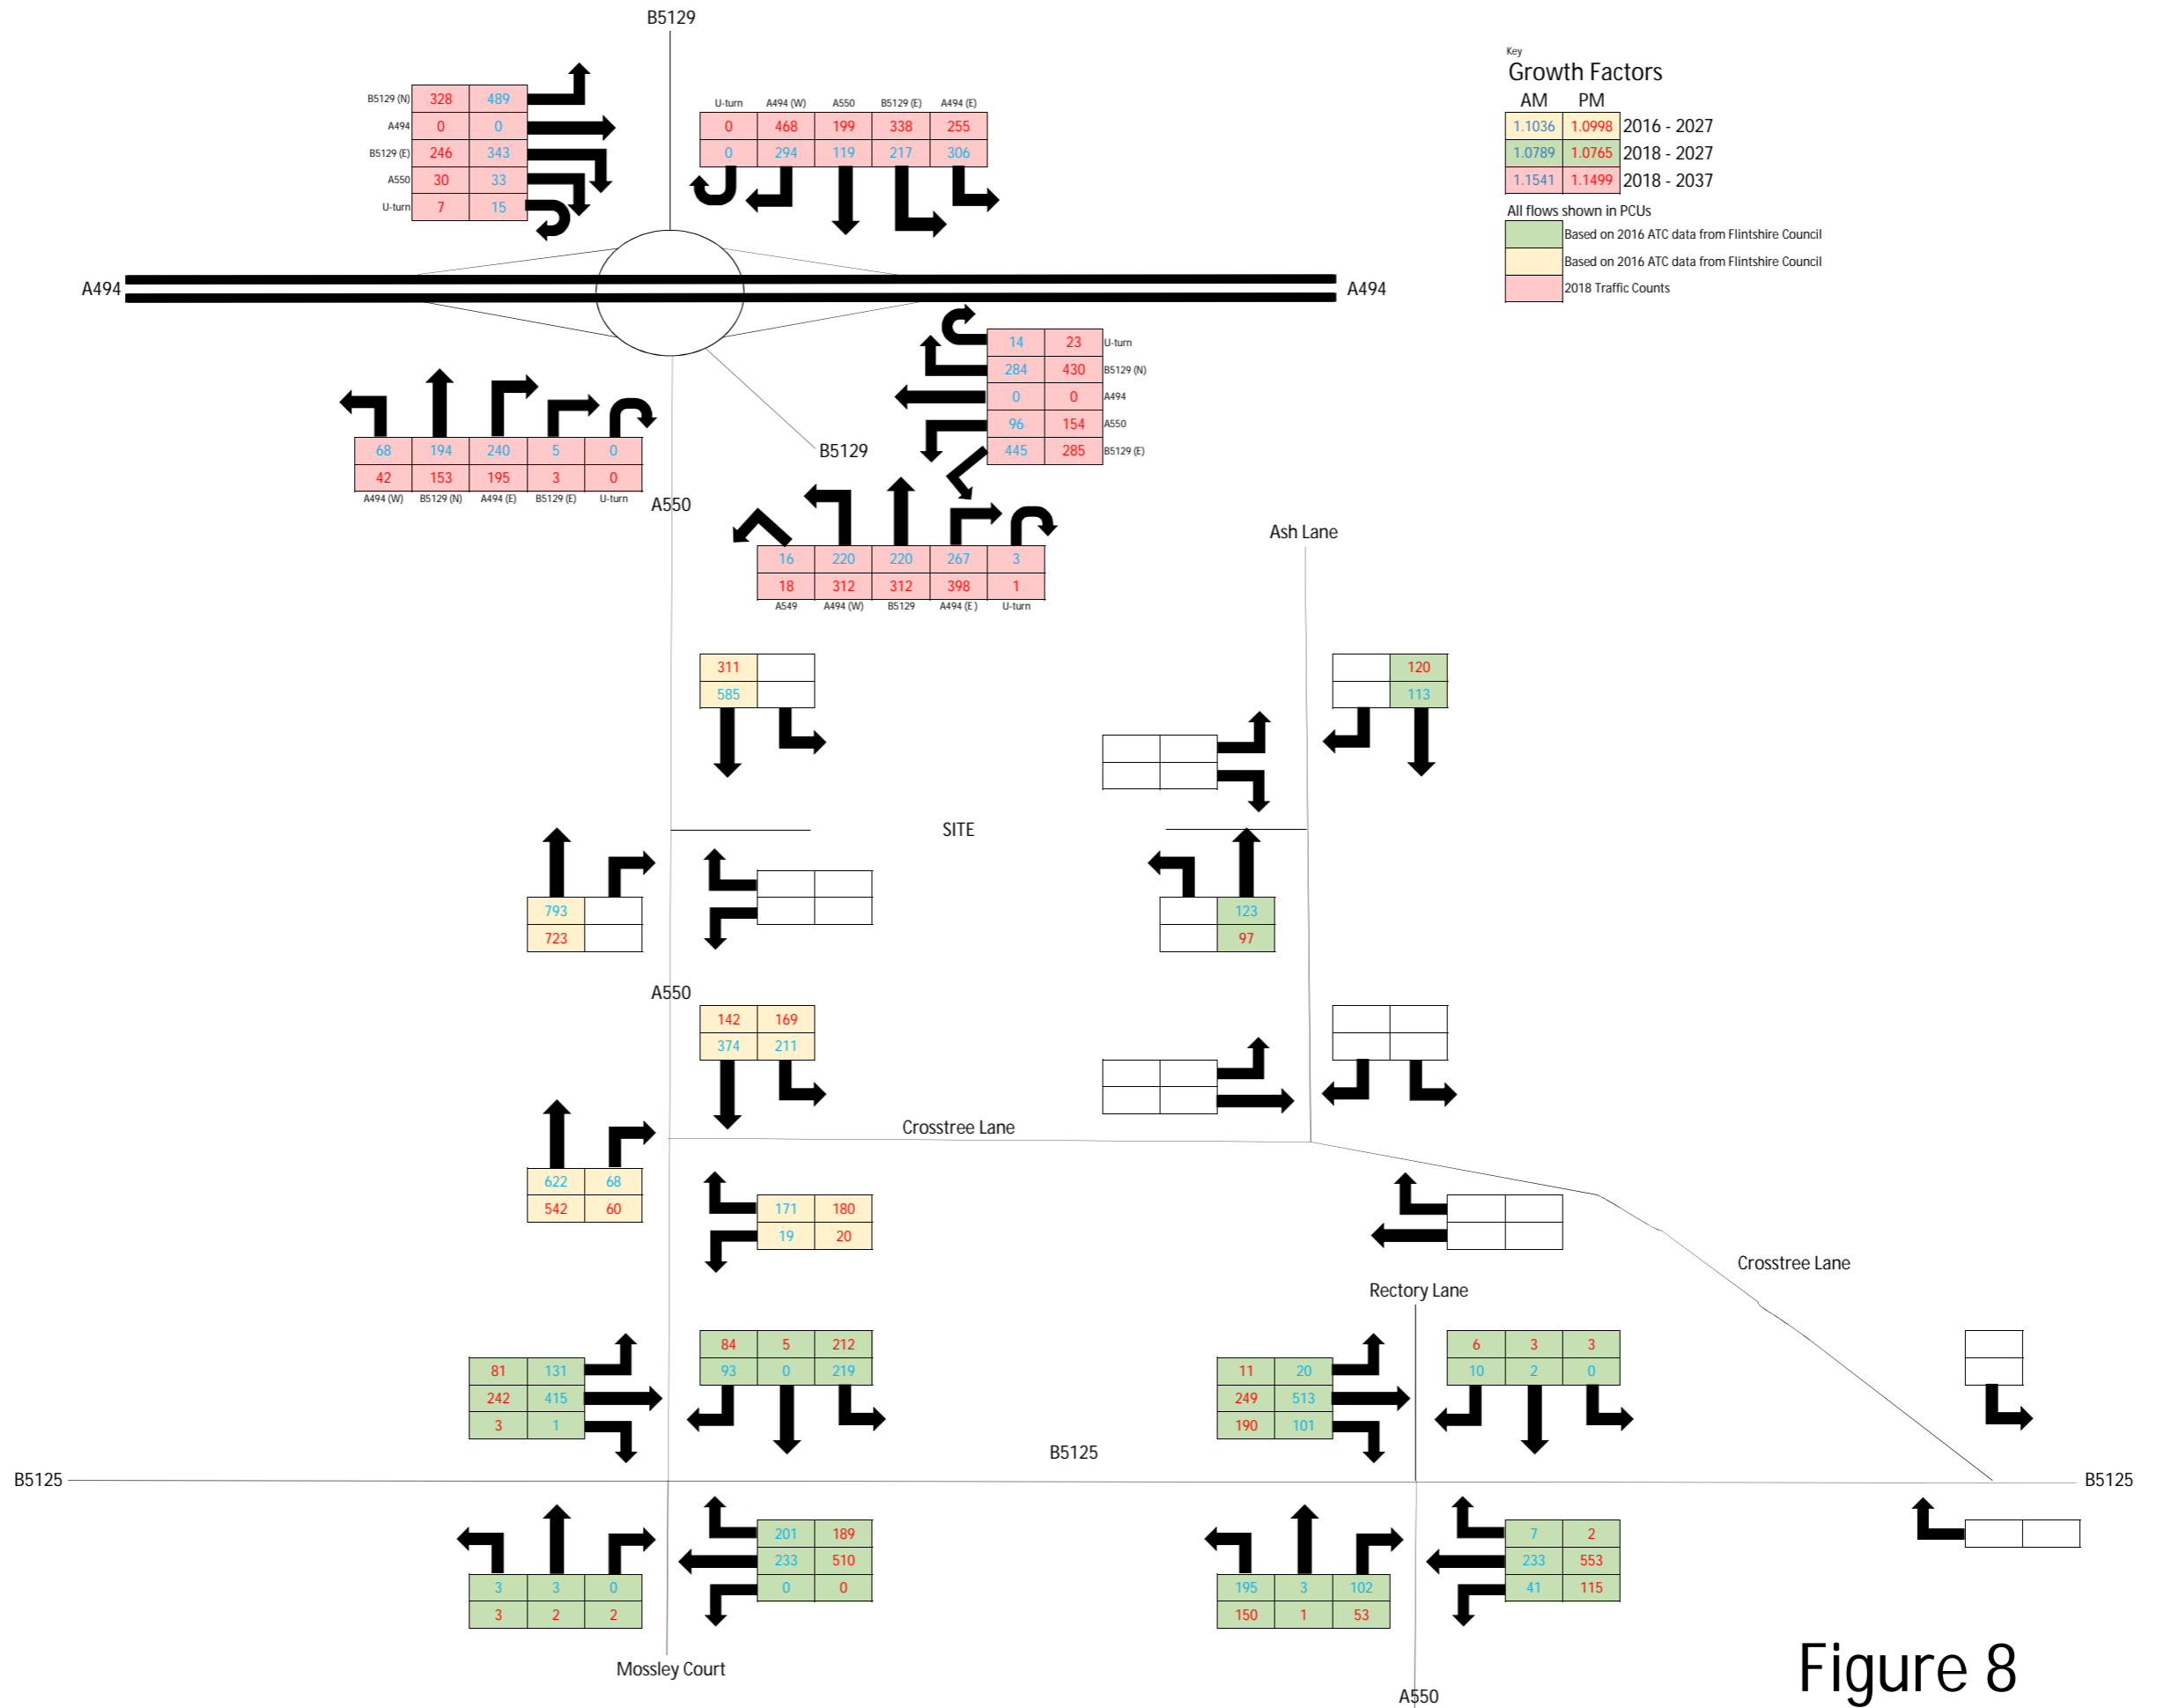 B5129
Key
Growth Factors
AM PM
1.1036 1.0998 2016 - 2027
1.0789 1.0765 2018 - 2027
1.1541 1.1499 2018 - 2037
All flows shown in PCUs
Based on 2016 ATC data from Flintshire Council
Based on 2016 ATC data from Flintshire Council
2018 Traffic Counts
B5129 (N) 328 489
A494 0 0
B5129 (E) 246 343
A550 30 33
U-turn 7 15
U-turn A494 (W) A550 B5129 (E) A494 (E)
0 468 199 338 255
0 294 119 217 306
A494
A494
14 23 U-turn
284 430 B5129 (N)
0 0 A494
96 154 A550
445 285 B5129 (E)
68 194 240 5 0
42 153 195 3 0
A494 (W) B5129 (N) A494 (E) B5129 (E) U-turn
B5129
A550
16 220 220 267 3
18 312 312 398 1
A549 A494 (W) B5129 A494 (E) U-turn
Ash Lane
311
585
120
113
SITE
793
723
123
97
A550
142 169
374 211
Crosstree Lane
622 68
542 60
171 180
19 20
Crosstree Lane
Rectory Lane
81 131
242 415
3 1
84 5 212
93 0 219
11 20
249 513
190 101
6 3 3
10 2 0
B5125
B5125
B5125
3 3 0
3 2 2
201 189
233 510
0 0
195 3 102
150 1 53
7 2
233 553
41 115
Mossley Court
A550
Figure 8